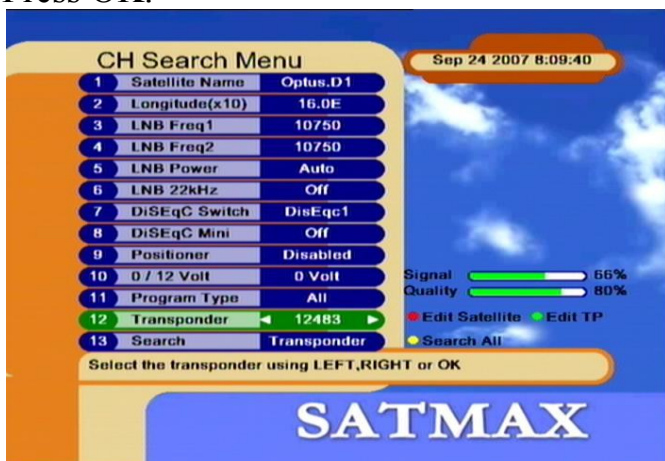 Press OK.
CH Search Menu
Sep 24 2007 8:09:40
1 Satellite Name Optus.D1
2 Longitude(x10) 16.0E
3 LNB Freq1 10750
4 LNB Freq2 10750
5 LNB Power Auto
6 LNB 22kHz Off
7 DiSEqC Switch DisEqc1
8 DiSEqC Mini Off
9 Positioner Disabled
10 0 / 12 Volt 0 Volt
Signal 66%
11 Program Type All
Quality 80%
12 Transponder 12483
Edit Satellite Edit TP
13 Search Transponder
Search All
Select the transponder using LEFT,RIGHT or OK
SATMAX